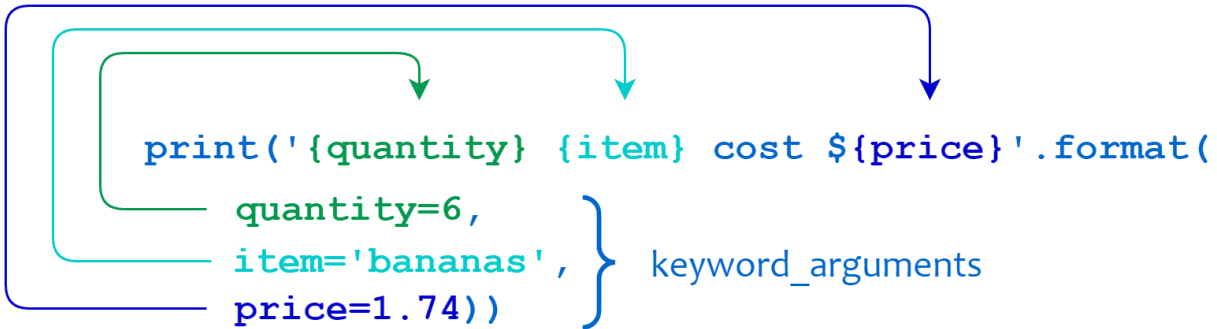 print('{quantity} {item} cost ${price}'.format(
quantity=6,
item='bananas',
price=1.74))
keyword_arguments